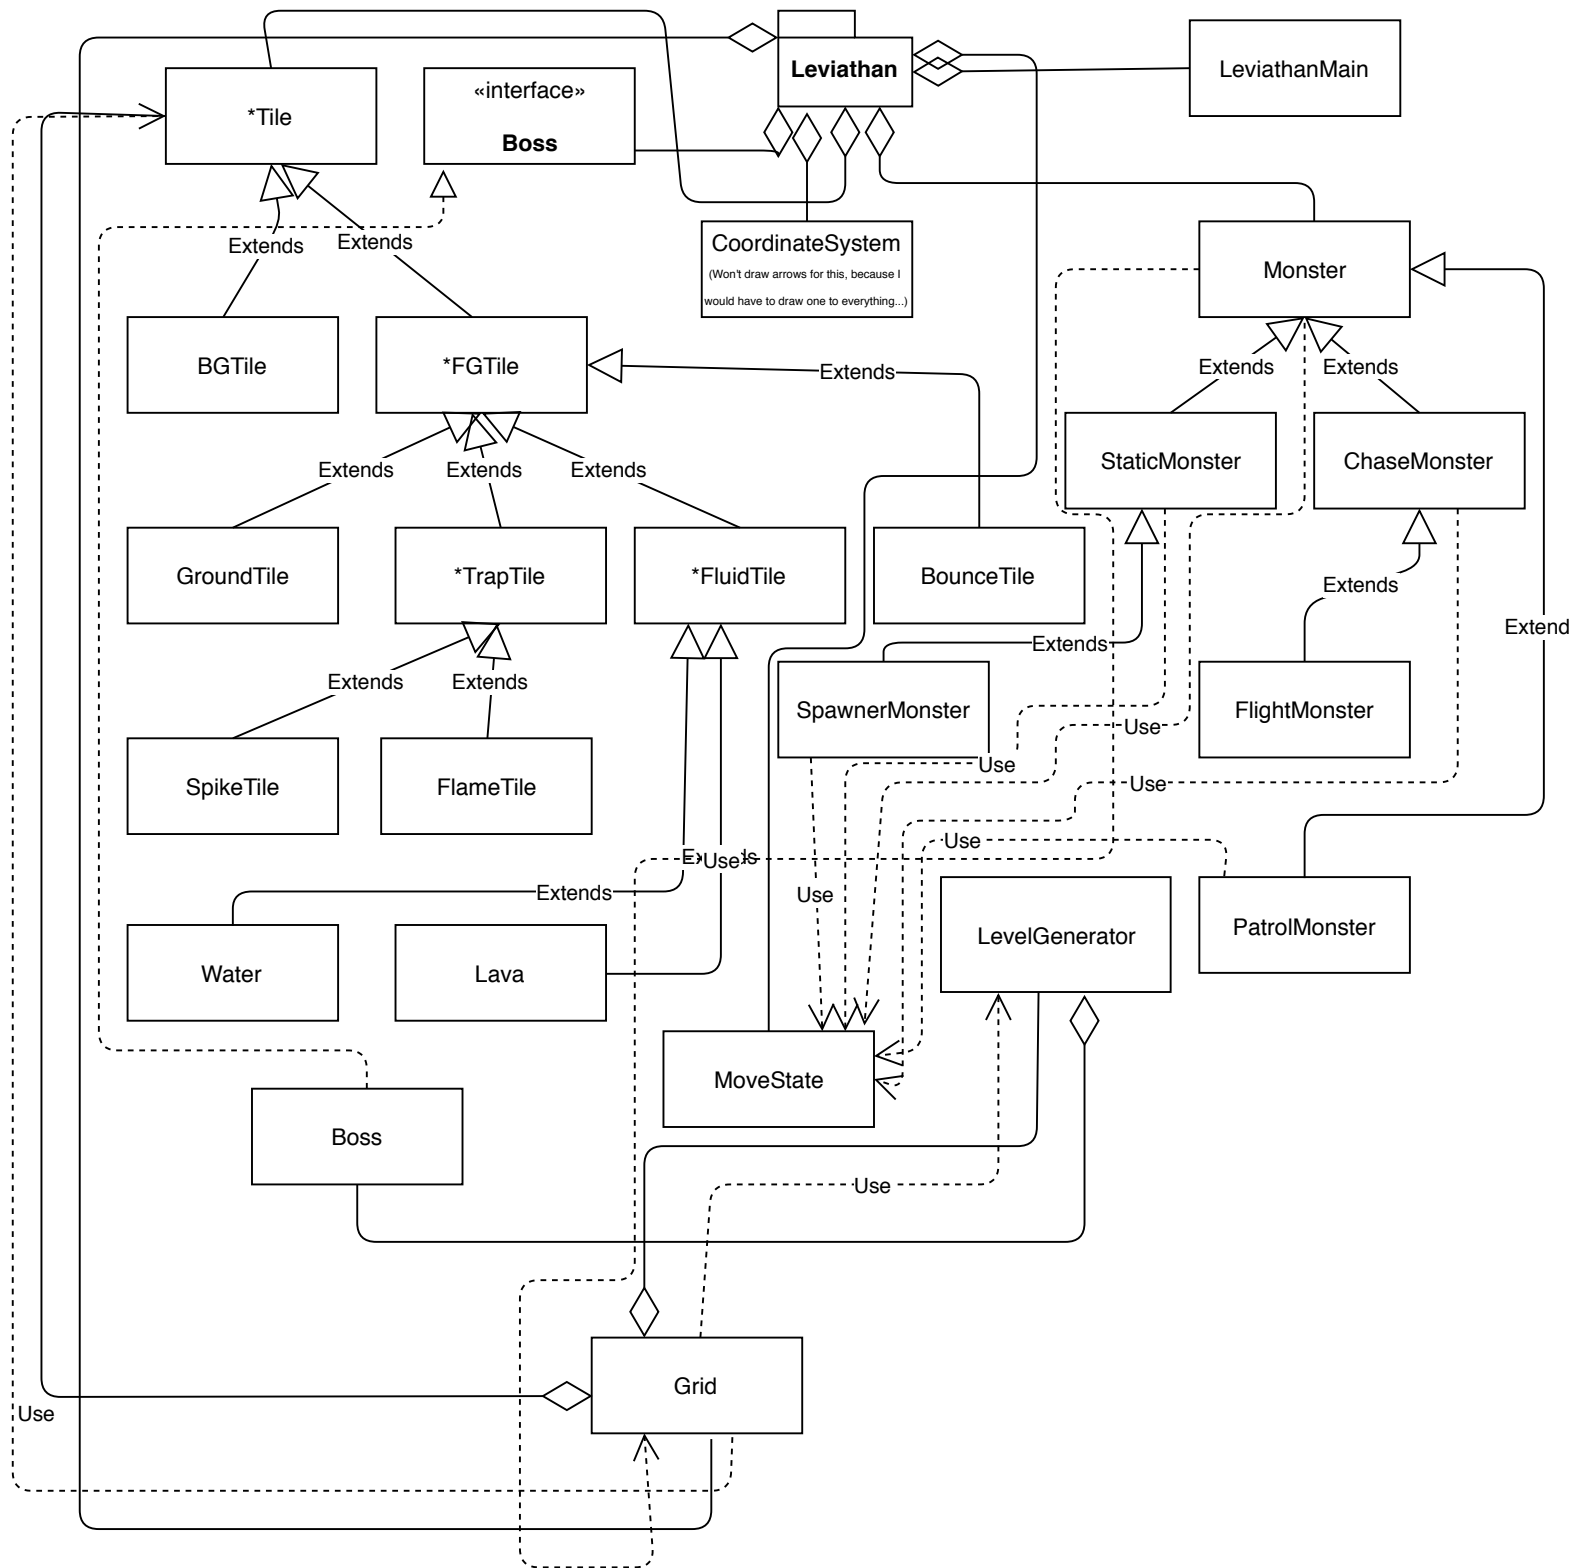 Leviathan
LeviathanMain
*Tile
«interface»
Boss
CoordinateSystem
(Won't draw arrows for this, because I
would have to draw one to everything...)
Monster
Extends
Extends
BGTile
*FGTile
Extends
Extends
Extends
StaticMonster
ChaseMonster
Extends
Extends
Extends
GroundTile
*TrapTile
*FluidTile
BounceTile
Extends
Extend
Extends
Extends
Extends
SpawnerMonster
FlightMonster
Use
Use
SpikeTile
FlameTile
Use
Use
Use
Extends
Use
LevelGenerator
PatrolMonster
Water
Lava
MoveState
Boss
Use
Grid
Use